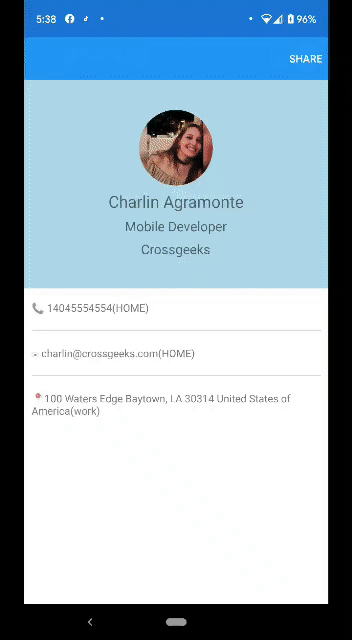 5:38
96%
SHARE
Charlin Agramonte
Mobile Developer
Crossgeeks
14045554554(HOME)
charlin@crossgeeks.com(HOME)
100 Waters Edge Baytown, LA 30314 United States of
America(work)